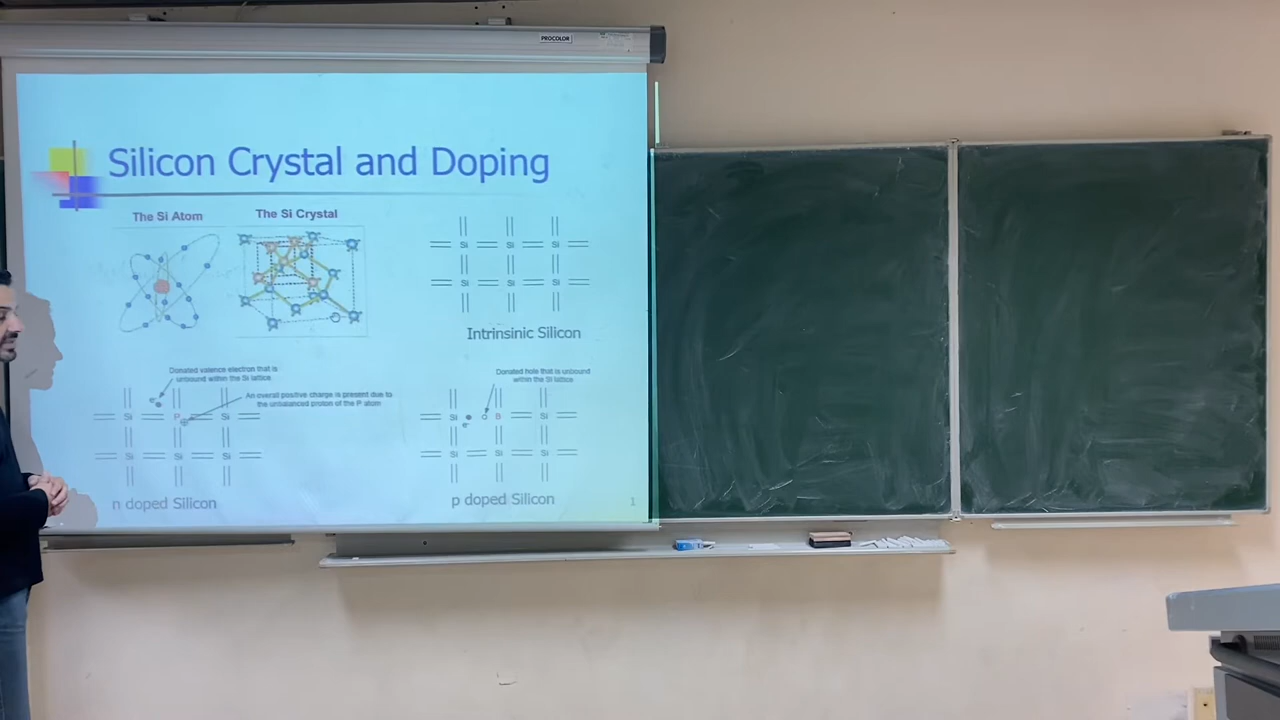 PROCOLOR
Silicon Crystal and Doping
The Si Atom
The Si Crystal
Si Si Si
Si Si Si
Intrinsinic Silicon
Donated valence electron that is
unbound within the Si lattice
An overall positive charge is present due to
the unbalanced proton of the P atom
Si P Si
Si Si Si
n doped Silicon
Donated hole that is unbound
within the Si lattice
Si B Si
e-
Si Si Si
p doped Silicon
1